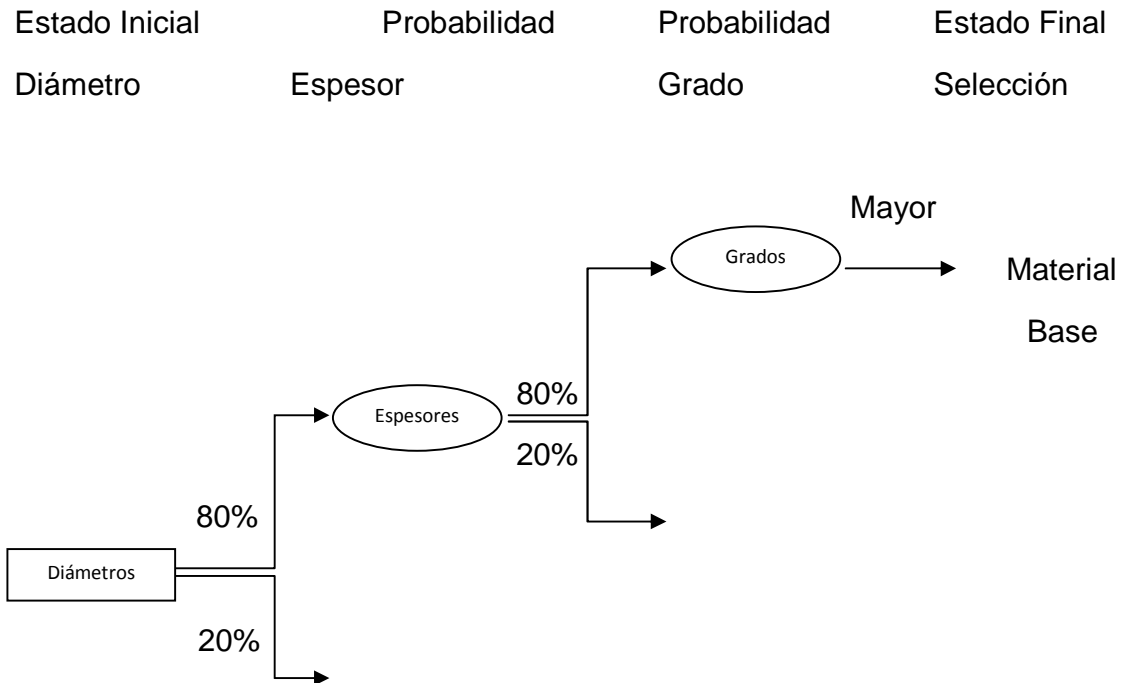 Estado Inicial Probabilidad Probabilidad Estado Final
Diámetro Espesor Grado Selección
Mayor
Grados
Material
Base
80%
Espesores
20%
80%
Diámetros
20%